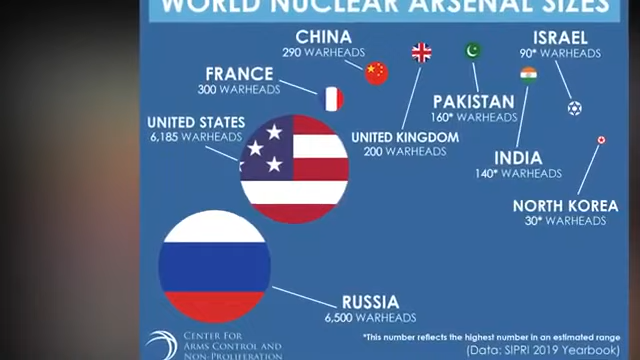 WORLD NUCLEAR ARSENAL SIZES
CHINA
290 WARHEADS
ISRAEL
90* WARHEADS
FRANCE
300 WARHEADS
PAKISTAN
160* WARHEADS
UNITED STATES
6,185 WARHEADS
UNITED KINGDOM
200 WARHEADS
INDIA
140* WARHEADS
NORTH KOREA
30* WARHEADS
RUSSIA
6,500 WARHEADS
*This number reflects the highest number in an estimated range
(Data: SIPRI 2019 Yearbook)
CENTER FOR
ARMS CONTROL AND
NON-PROLIFERATION